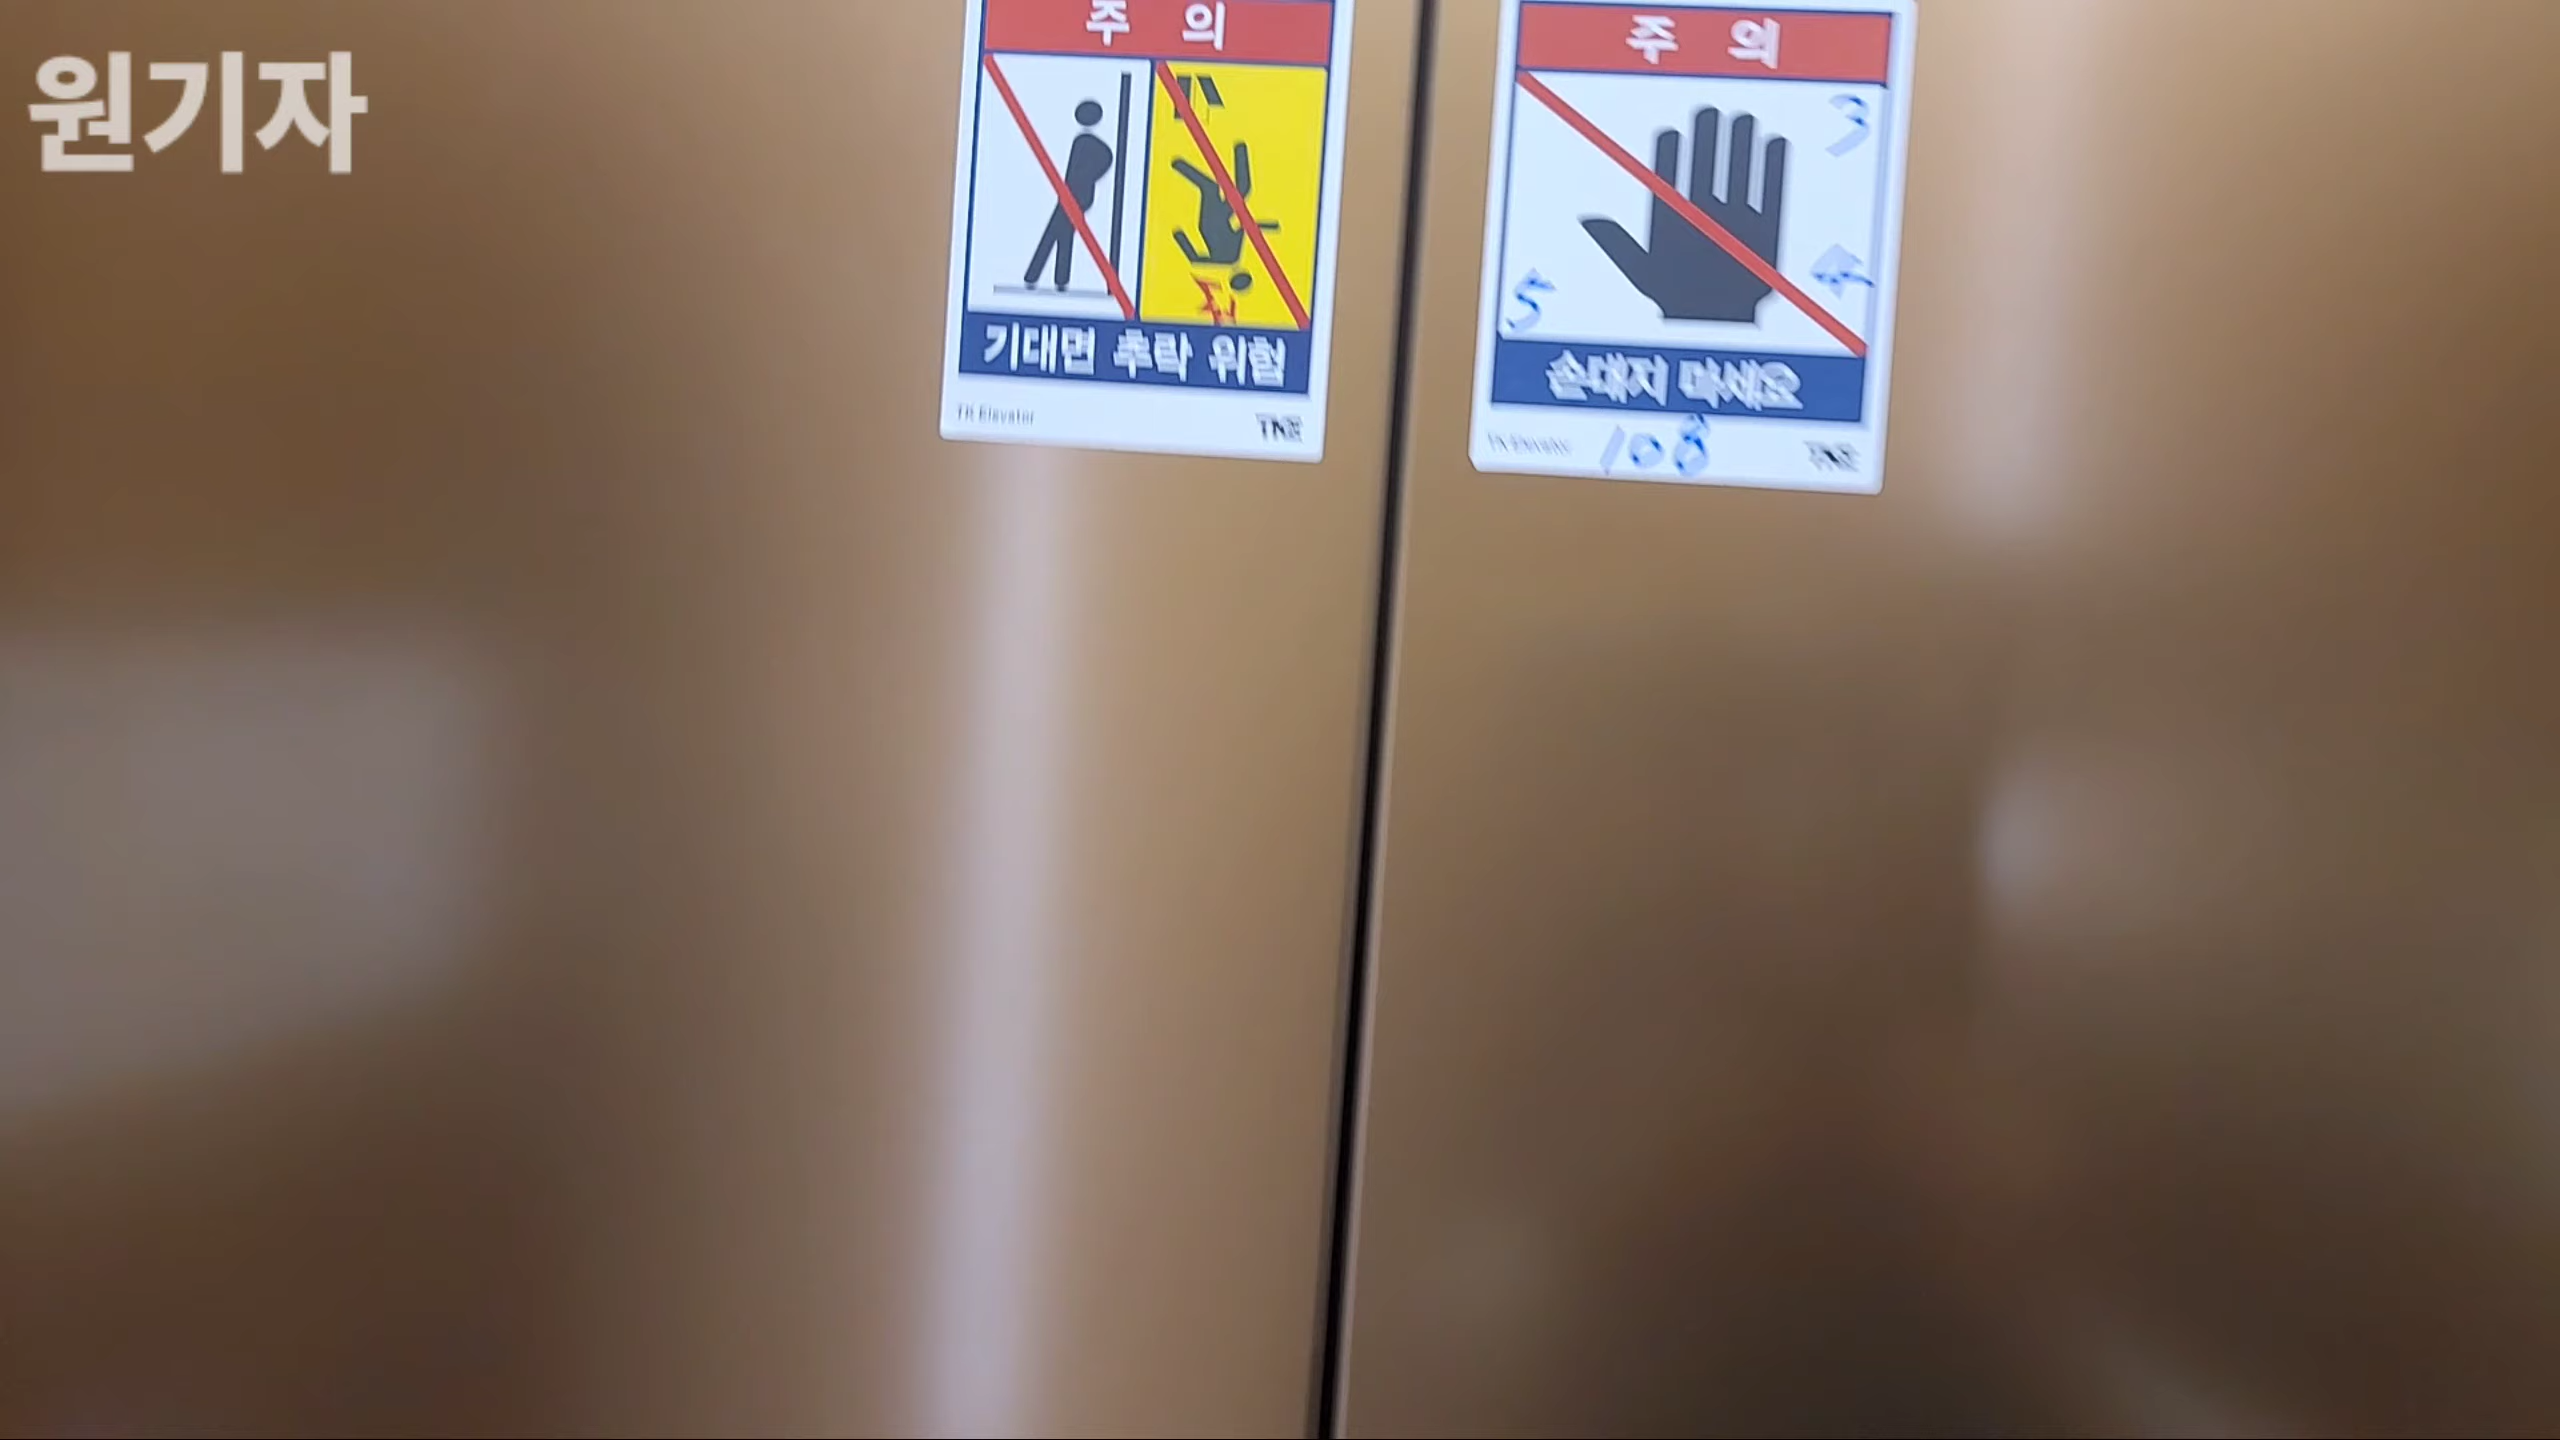 원기자
주 의
기대면 추락 위험
TK Elevator
TKE
주 의
3
5
4
손대지 마세요
TK Elevator
108
TKE